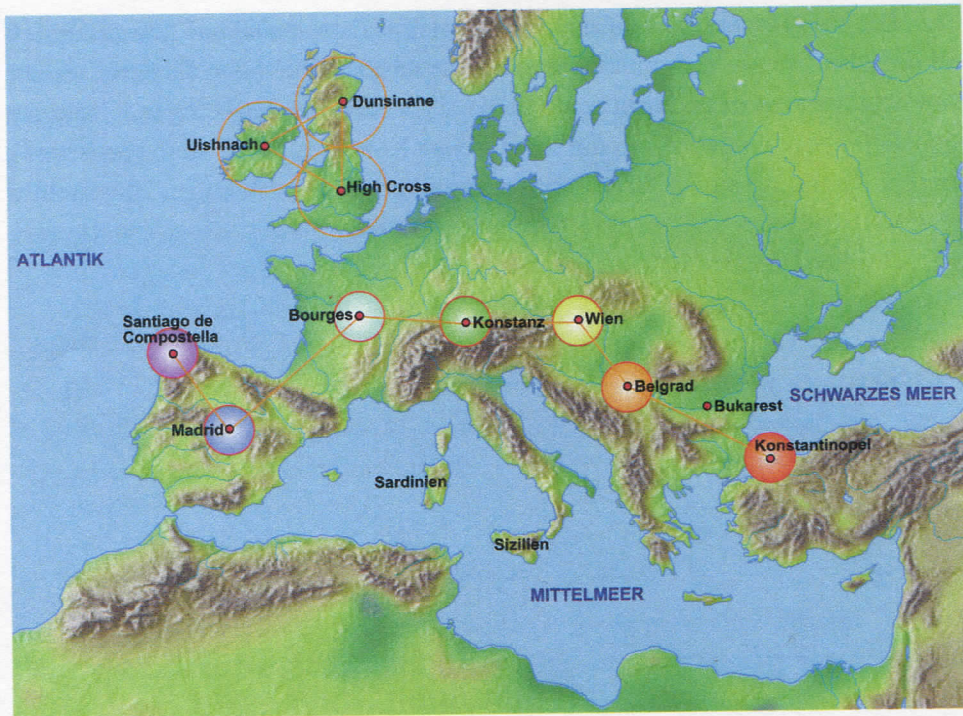 Dunsinane
Uishnach
High Cross
ATLANTIK
Bourges
Konstanz
Wien
Santiago de
Compostella
Belgrad
SCHWARZES MEER
Bukarest
Madrid
Konstantinopel
Sardinien
Sizilien
MITTELMEER